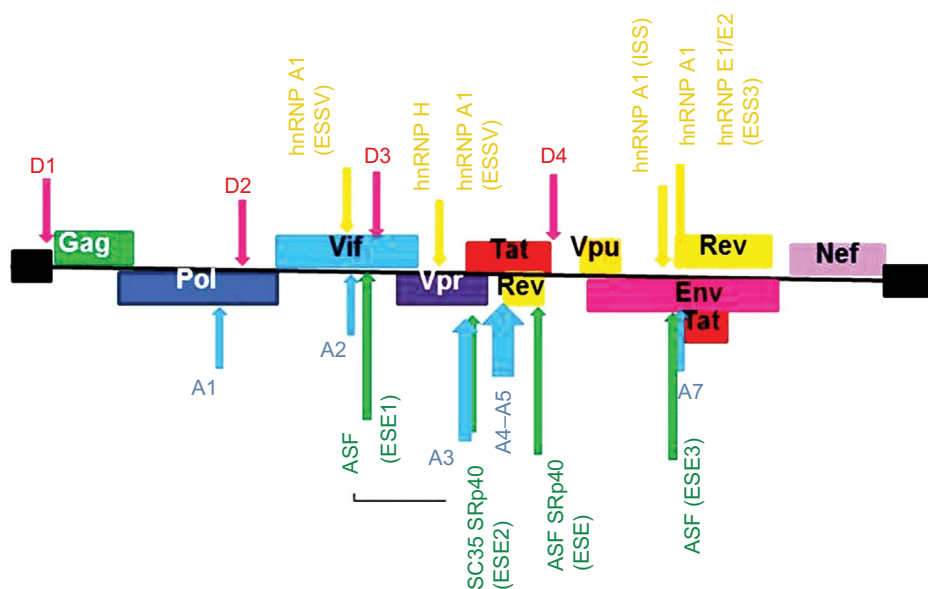 hnRNP A1
(ESSV)
hnRNP H
hnRNP A1
(ESSV)
hnRNP A1 (ISS)
hnRNP A1
hnRNP E1/E2
(ESS3)
D1
D2
D3
D4
Gag
Vif
Tat
Vpu
Rev
Nef
Pol
Vpr
Rev
Env
Tat
A1
A2
A3
A4–A5
A7
ASF
(ESE1)
SC35 SRp40
(ESE2)
ASF SRp40
(ESE)
ASF (ESE3)